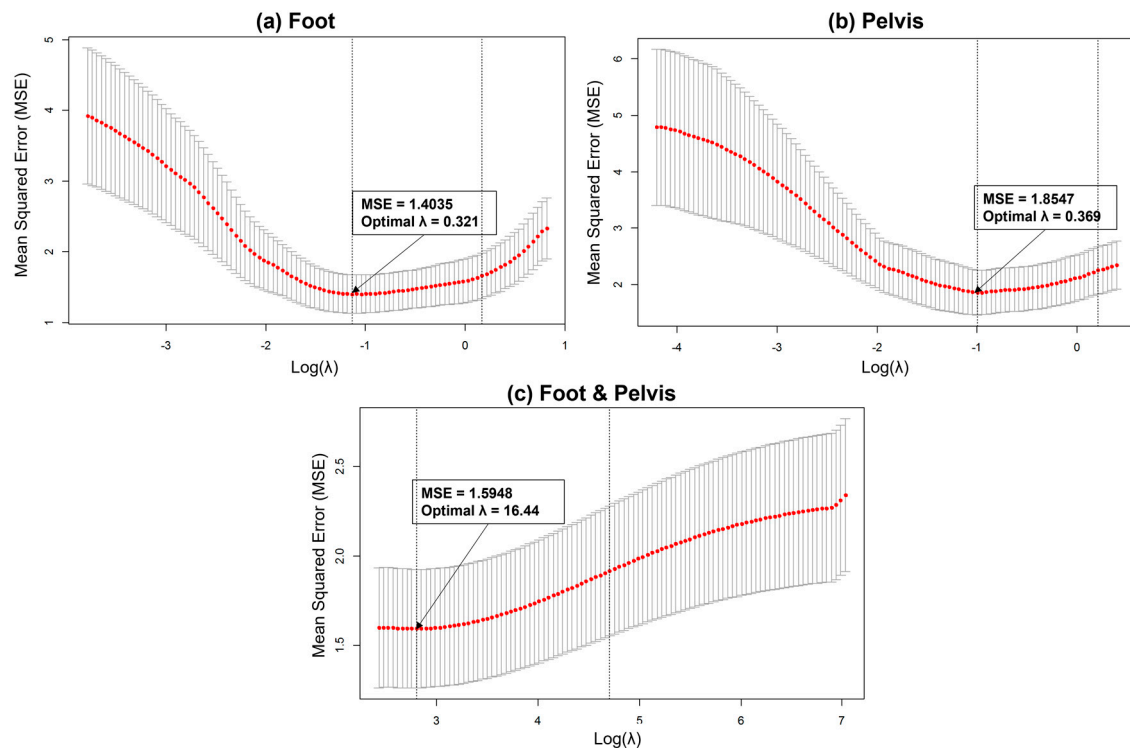 (a) Foot
Mean Squared Error (MSE)
5
4
3
2
1
MSE = 1.4035
Optimal λ = 0.321
-3
-2
-1
0
1
Log(λ)
(b) Pelvis
Mean Squared Error (MSE)
6
5
4
3
2
MSE = 1.8547
Optimal λ = 0.369
-4
-3
-2
-1
0
Log(λ)
(c) Foot & Pelvis
Mean Squared Error (MSE)
2.5
2.0
1.5
MSE = 1.5948
Optimal λ = 16.44
3
4
5
6
7
Log(λ)